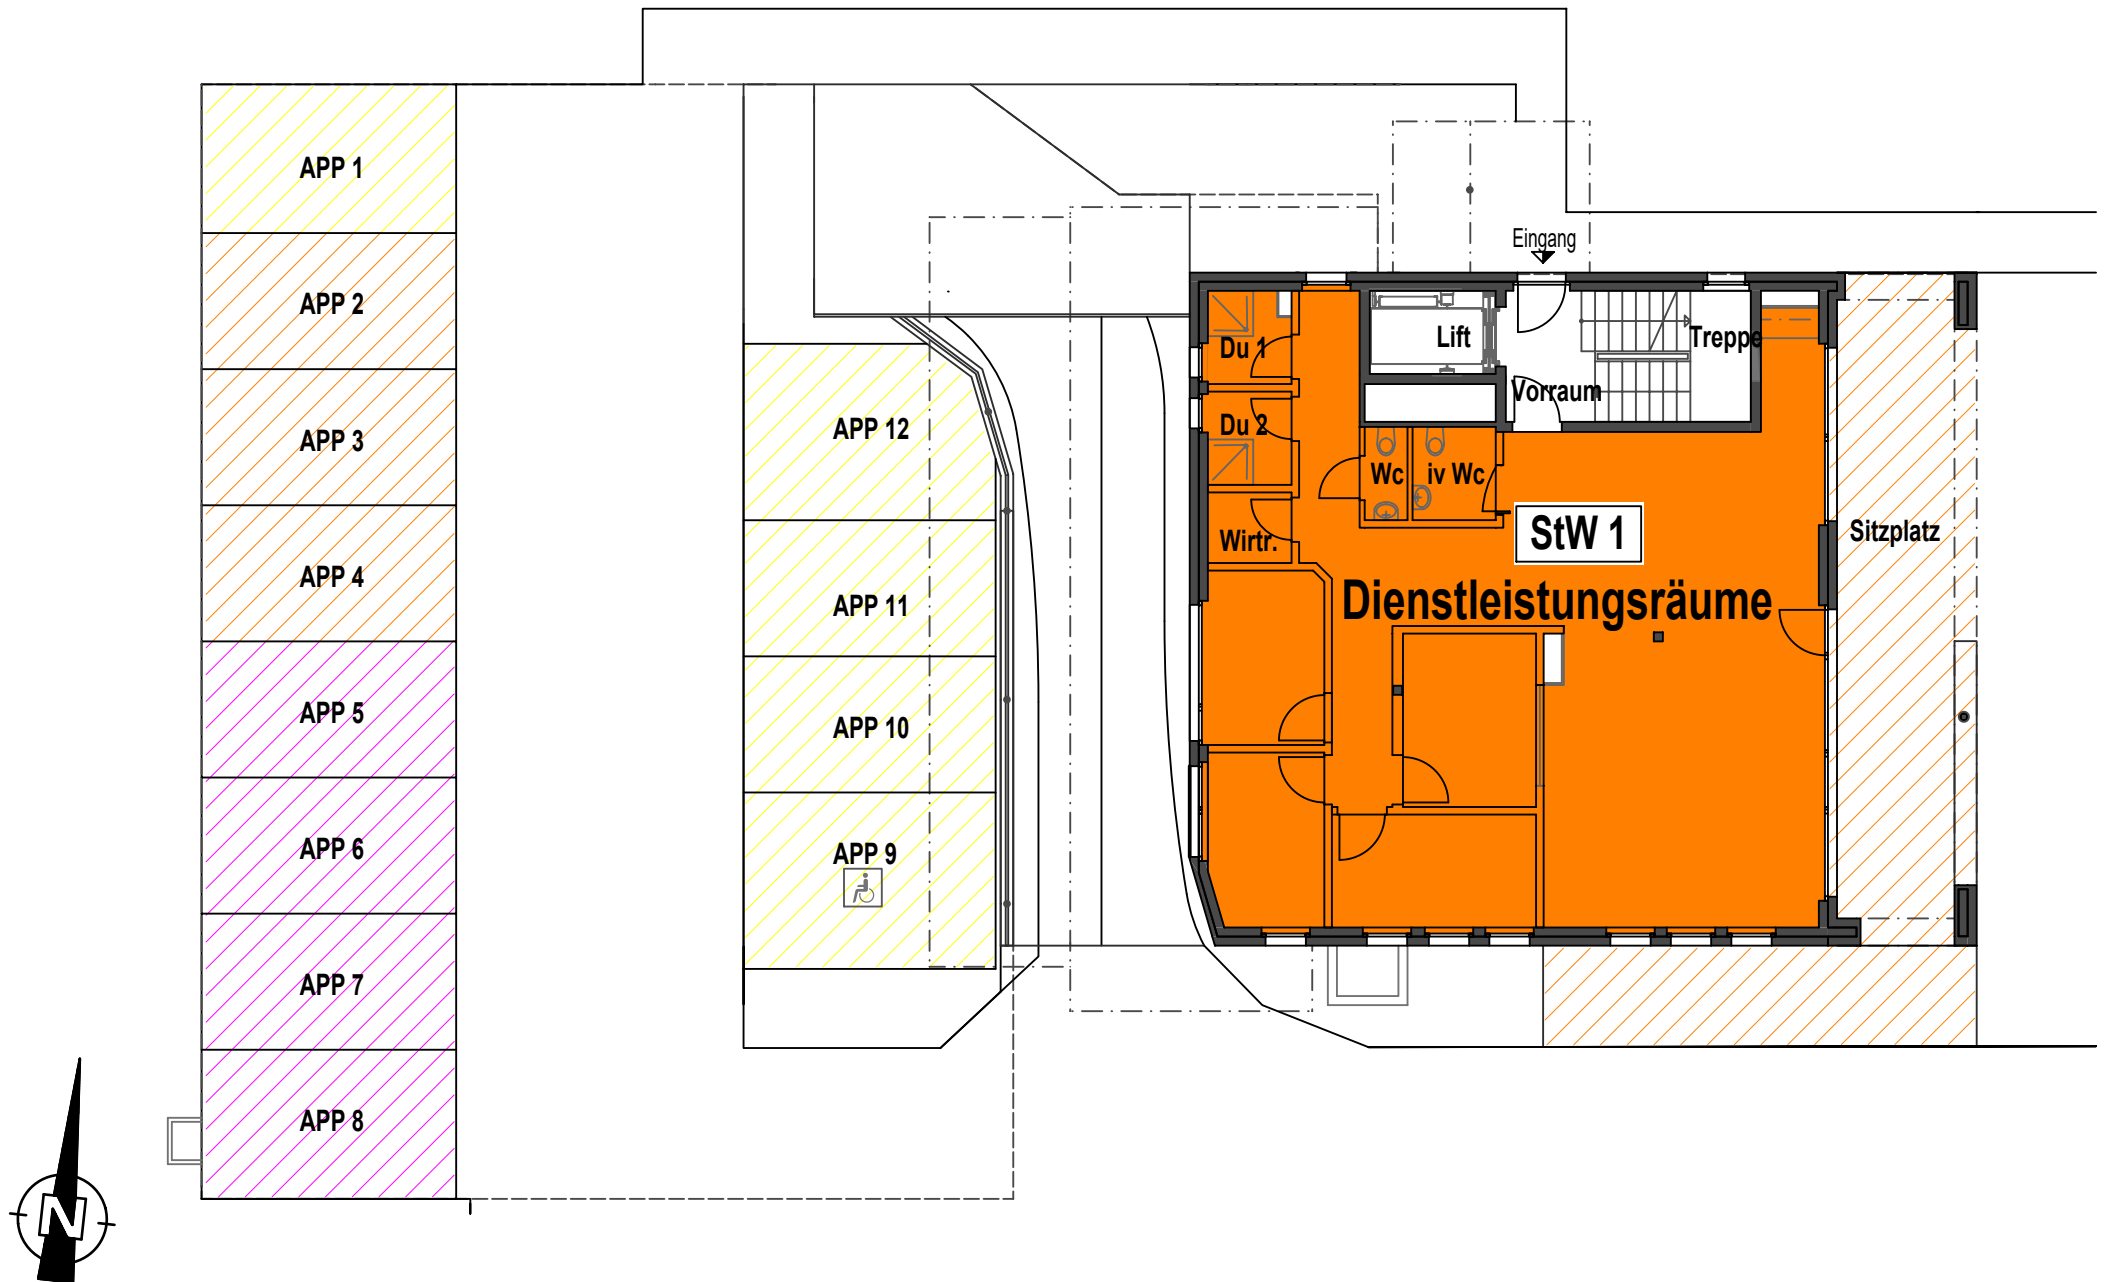 APP 1
APP 2
APP 3
APP 4
APP 5
APP 6
APP 7
APP 8
N
APP 12
APP 11
APP 10
APP 9
Eingang
Du 1
Lift
Treppe
Vorraum
Du 2
Wc
iv Wc
Wirtr.
StW 1
Sitzplatz
Dienstleistungsräume